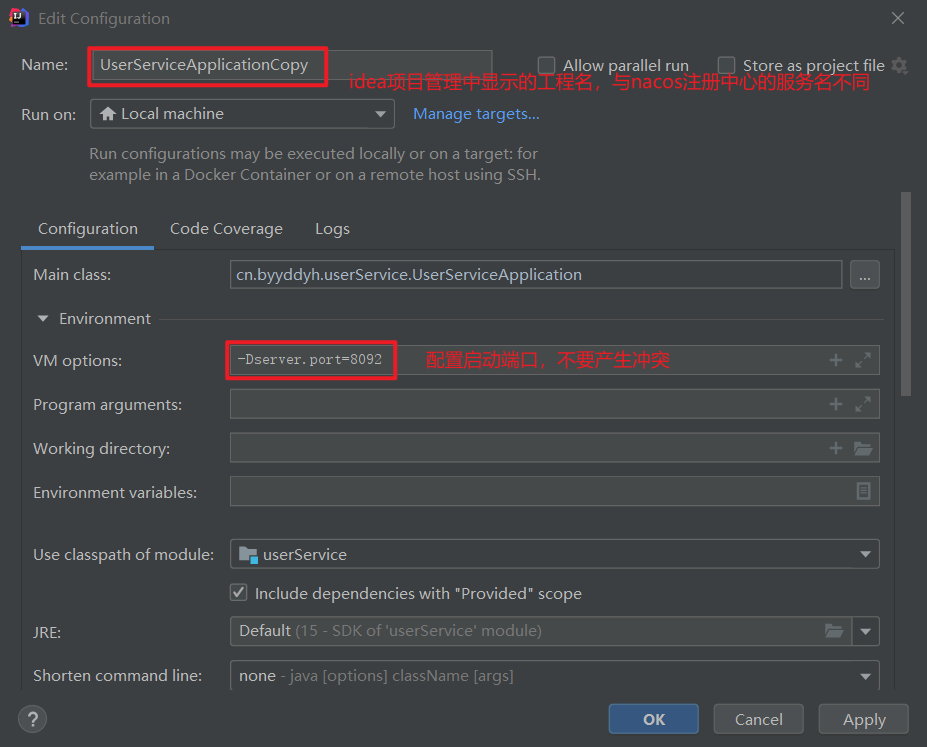 Edit Configuration
Name: UserServiceApplicationCopy Allow parallel run Store as project file
idea项目管理中显示的工程名，与nacos注册中心的服务名不同
Run on: Local machine Manage targets...
Run configurations may be executed locally or on a target: for
example in a Docker Container or on a remote host using SSH.
Configuration Code Coverage Logs
Main class: cn.byyddyh.userService.UserServiceApplication ...
Environment
VM options: -Dserver.port=8092 配置启动端口，不要产生冲突
Program arguments:
Working directory:
Environment variables:
Use classpath of module: userService
Include dependencies with "Provided" scope
JRE: Default (15 - SDK of 'userService' module)
Shorten command line: none - java [options] className [args]
? OK Cancel Apply